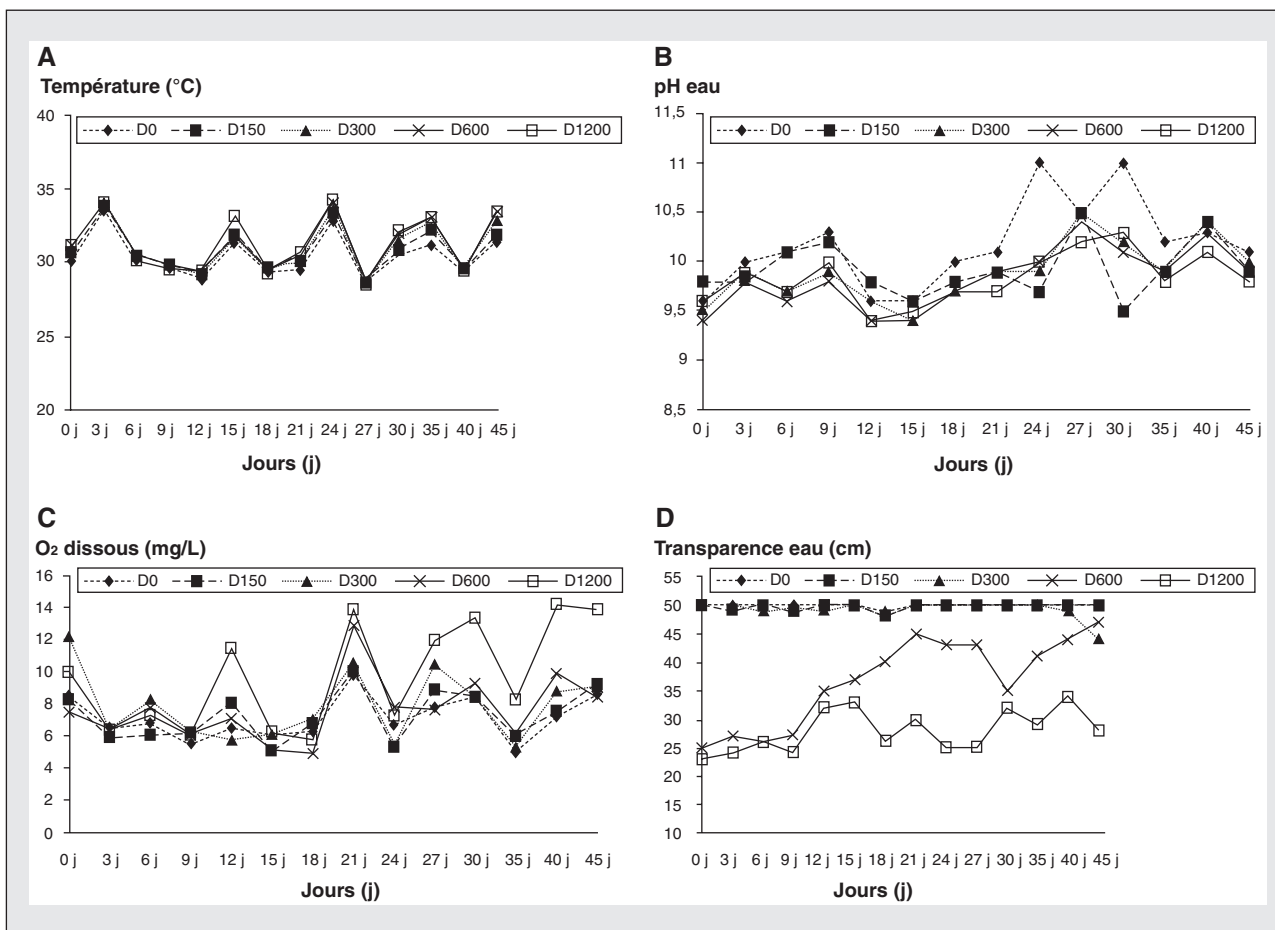 A
Température (°C)
40
35
30
25
20
D0 D150 D300 D600 D1200
0 j 3 j 6 j 9 j 12 j 15 j 18 j 21 j 24 j 27 j 30 j 35 j 40 j 45 j
Jours (j)
B
pH eau
11,5
11
10,5
10
9,5
9
8,5
D0 D150 D300 D600 D1200
0 j 3 j 6 j 9 j 12 j 15 j 18 j 21 j 24 j 27 j 30 j 35 j 40 j 45 j
Jours (j)
C
O2 dissous (mg/L)
16
14
12
10
8
6
4
2
0
D0 D150 D300 D600 D1200
0 j 3 j 6 j 9 j 12 j 15 j 18 j 21 j 24 j 27 j 30 j 35 j 40 j 45 j
Jours (j)
D
Transparence eau (cm)
55
50
45
40
35
30
25
20
15
10
D0 D150 D300 D600 D1200
0 j 3 j 6 j 9 j 12 j 15 j 18 j 21 j 24 j 27 j 30 j 35 j 40 j 45 j
Jours (j)